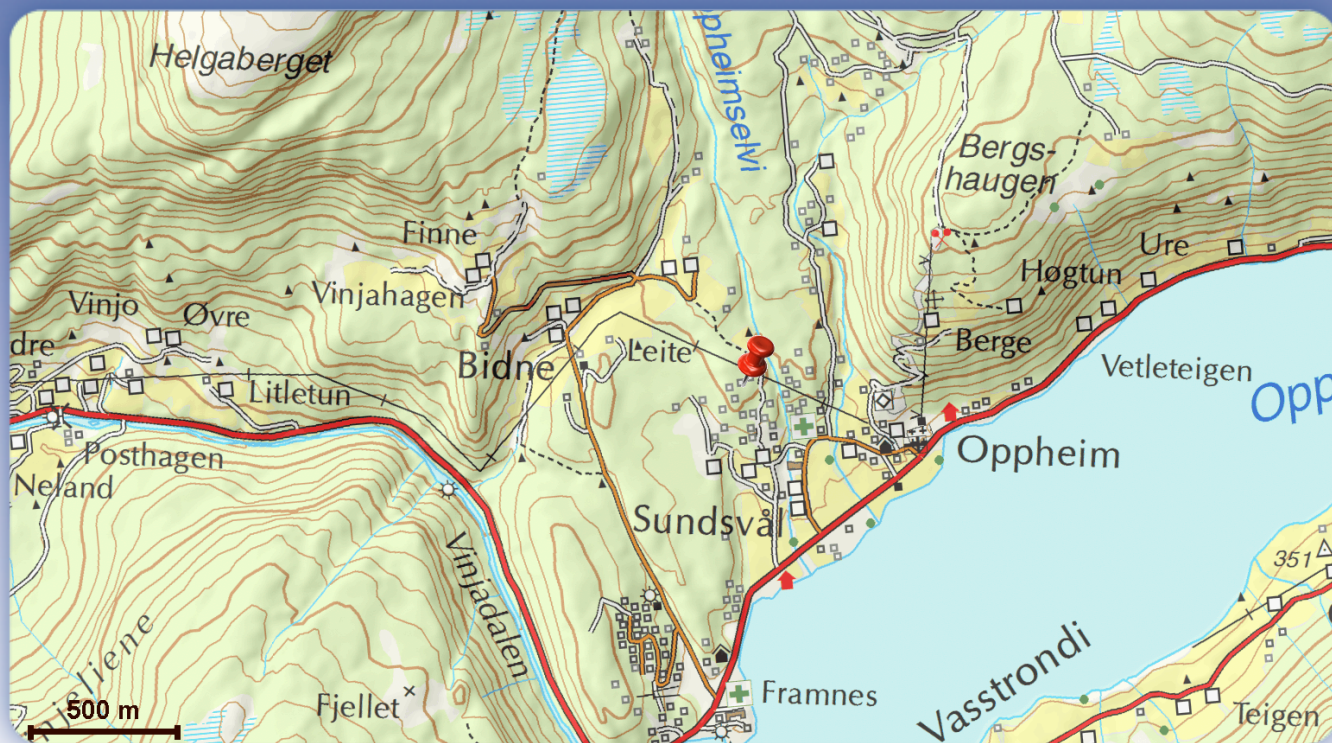 Helgaberget
ppheimselvi
Bergs-
haugen
Finne
Ure
Høgtun
Vinjahagen
Vinjo
Øvre
dre
Leite
Berge
Bidne
Vetleteigen
Litletun
Opp
Posthagen
Oppheim
Neland
Sundsvål
351
Vinjadalen
Vasstrondi
Fjellet
Framnes
Teigen
500 m